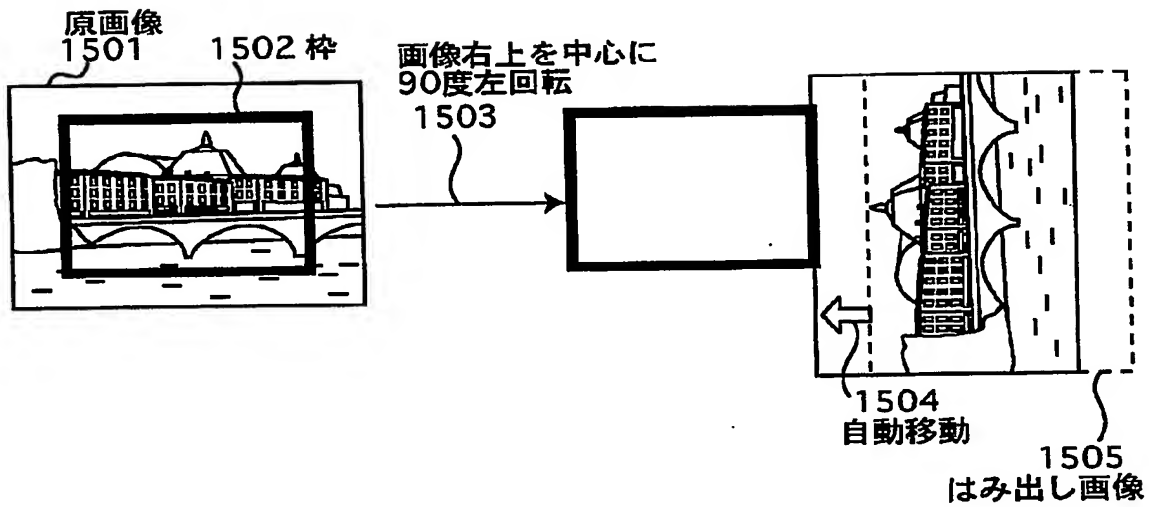 原画像
1501
1502 枠
画像右上を中心に
90度左回転
1503
1504
自動移動
1505
はみ出し画像